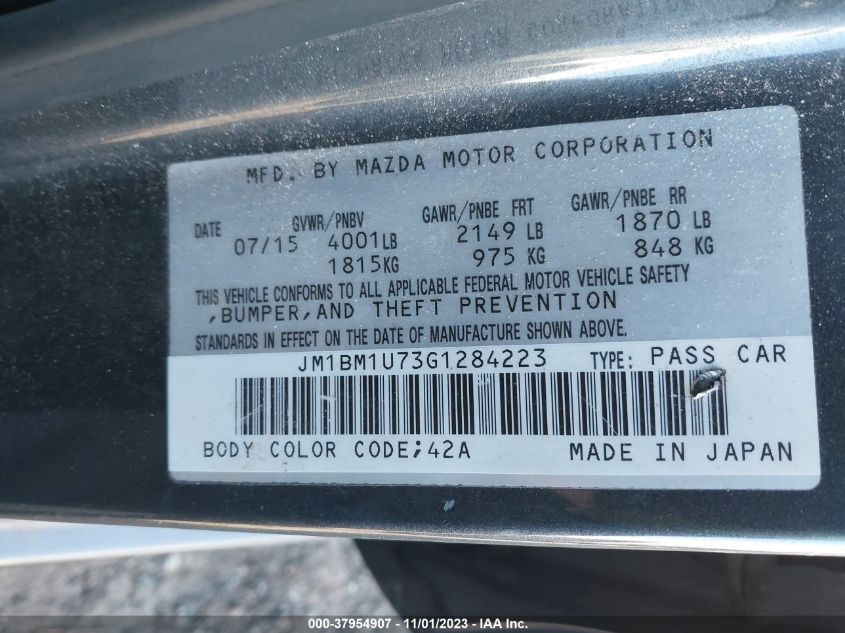 MFD. BY MAZDA MOTOR CORPORATION
DATE GVWR/PNBV GAWR/PNBE FRT GAWR/PNBE RR
07/15 4001LB 2149 LB 1870 LB
1815KG 975 KG 848 KG
THIS VEHICLE CONFORMS TO ALL APPLICABLE FEDERAL MOTOR VEHICLE SAFETY
,BUMPER,AND THEFT PREVENTION
STANDARDS IN EFFECT ON THE DATE OF MANUFACTURE SHOWN ABOVE.
JM1BM1U73G1284223 TYPE: PASS CAR
BODY COLOR CODE;42A MADE IN JAPAN
000-37954907 - 11/01/2023 - IAA Inc.